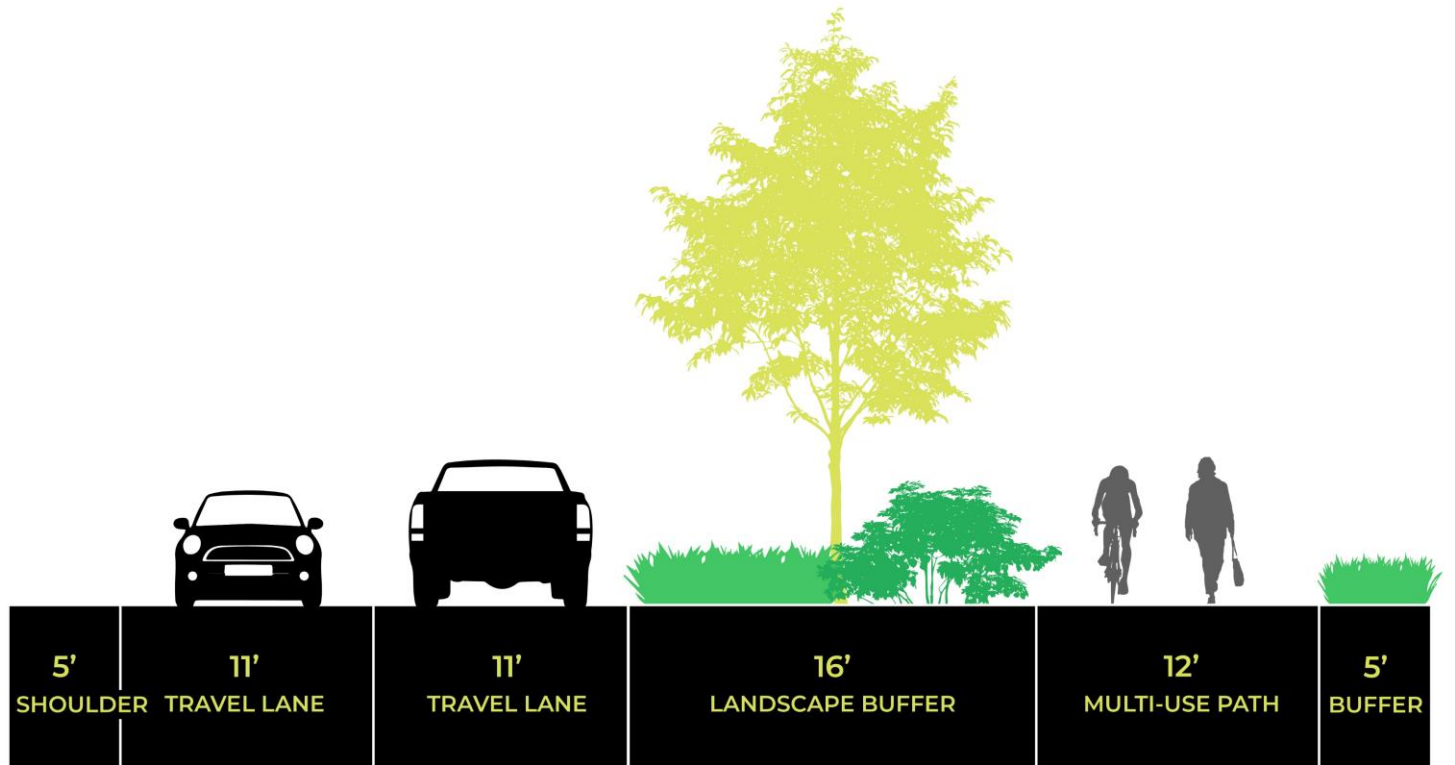 5’
SHOULDER
11’
TRAVEL LANE
11’
TRAVEL LANE
16’
LANDSCAPE BUFFER
12’
MULTI-USE PATH
5’
BUFFER